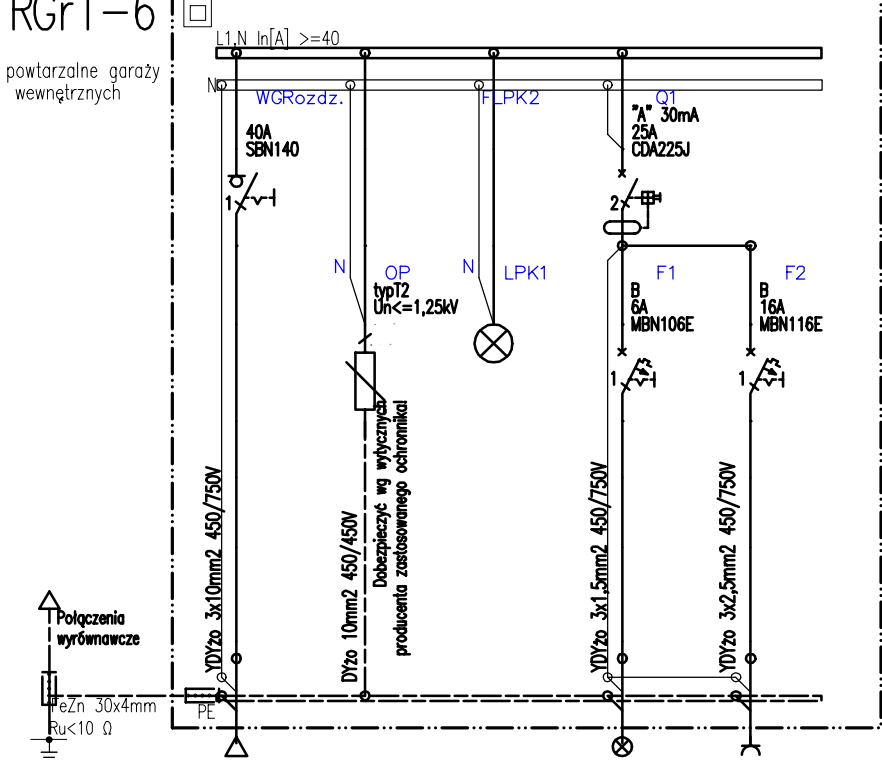 RGr1-6
powtarzalne garaży
wewnętrznych
L1,N In[A] >=40
N
WGRozdz.
FLPK2
Q1
40A
SBN140
"A" 30mA
25A
CDA225J
1
2
N
OP
N
LPK1
F1
F2
typT2
Un<=1,25kV
B
6A
MBN106E
B
16A
MBN116E
1
1
YDYżo 3x10mm2 450/750V
DYżo 10mm2 450/450V
Dobezpieczyć wg wytycznych
producenta zastosowanego ochronnika!
YDYżo 3x1,5mm2 450/750V
YDYżo 3x2,5mm2 450/750V
Połączenia
wyrównawcze
FeZn 30x4mm
Ru<10 Ω
PE